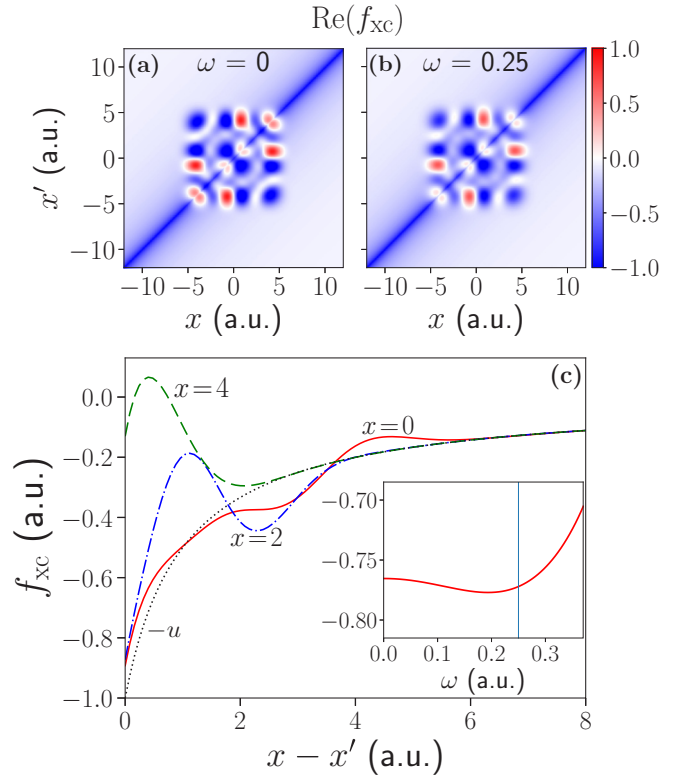 Re(f_xc)
(a) ω = 0
(b) ω = 0.25
10
5
0
−5
−10
x′ (a.u.)
−10 −5 0 5 10
−10 −5 0 5 10
x (a.u.)
x (a.u.)
1.0
0.5
0.0
−0.5
−1.0
(c)
x=4
x=0
x=2
−u
0.0
−0.2
−0.4
−0.6
−0.8
−1.0
f_xc (a.u.)
−0.70
−0.75
−0.80
0.0 0.1 0.2 0.3
ω (a.u.)
0 2 4 6 8
x − x′ (a.u.)